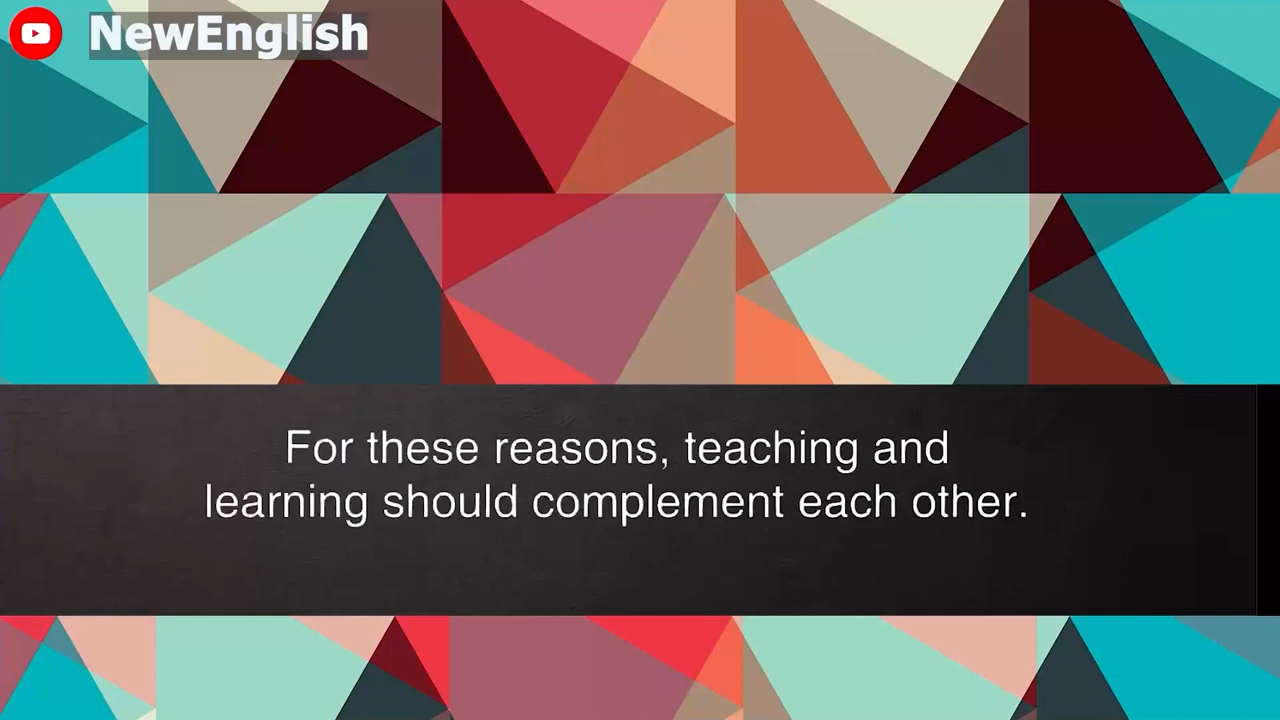 NewEnglish
For these reasons, teaching and
learning should complement each other.